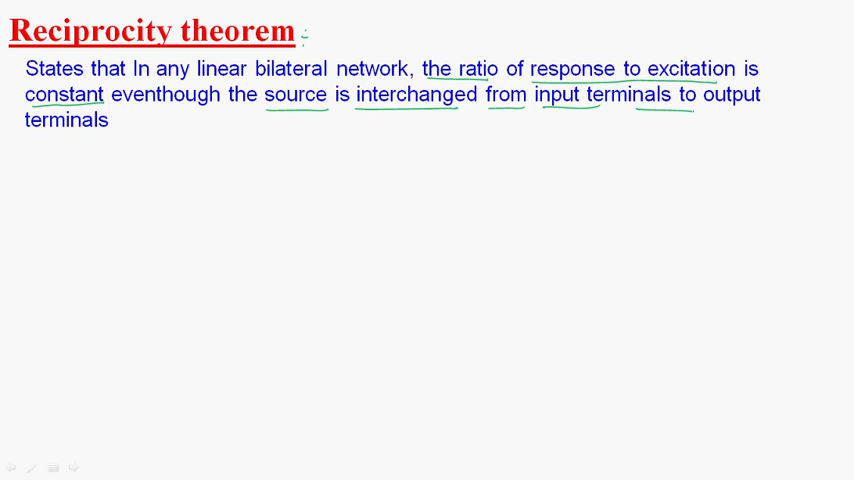 Reciprocity theorem :
States that In any linear bilateral network, the ratio of response to excitation is
constant eventhough the source is interchanged from input terminals to output
terminals